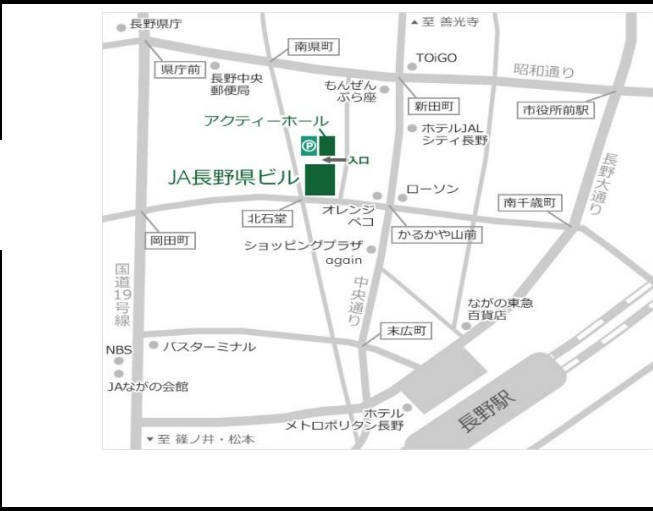 長野県庁
▲至 善光寺
南県町
TOiGO
県庁前
長野中央
郵便局
昭和通り
もんぜん
ぷら座
新田町
市役所前駅
アクティーホール
ホテルJAL
シティ長野
P
入口
JA長野県ビル
長野大通り
ローソン
南千歳町
北石堂
オレンジ
ペコ
岡田町
かるかや山前
ショッピングプラザ
again
国道19号線
中央通り
ながの東急
百貨店
末広町
NBS
バスターミナル
JAながの会館
長野駅
ホテル
メトロポリタン長野
▼至 篠ノ井・松本